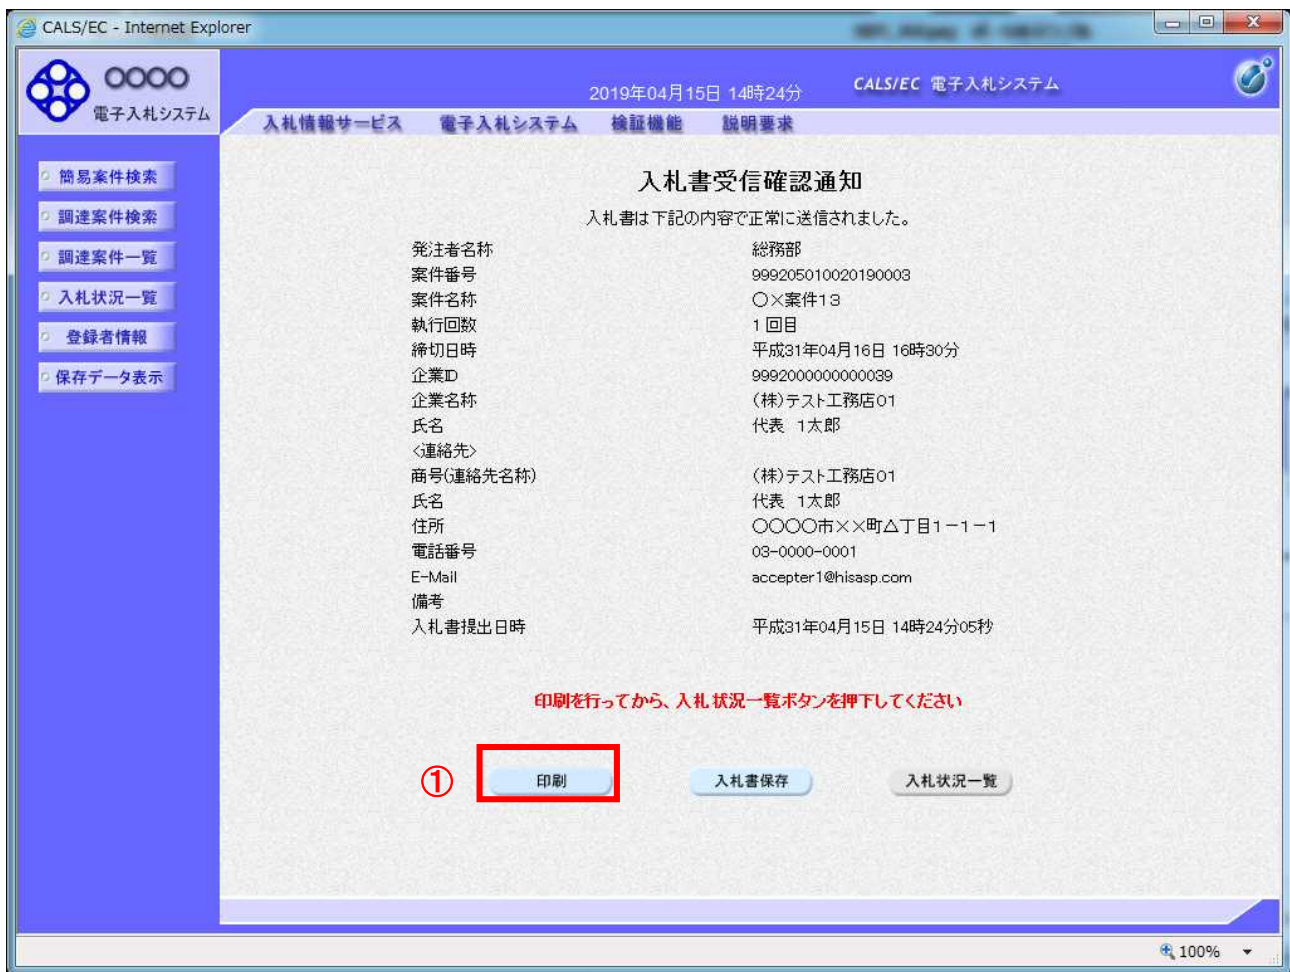 CALS/EC - Internet Explorer
〇〇〇〇
電子入札システム
2019年04月15日 14時24分
CALS/EC 電子入札システム
入札情報サービス 電子入札システム 検証機能 説明要求
簡易案件検索
調達案件検索
調達案件一覧
入札状況一覧
登録者情報
保存データ表示
入札書受信確認通知
入札書は下記の内容で正常に送信されました。
発注者名称 総務部
案件番号 999205010020190003
案件名称 〇×案件13
執行回数 1回目
締切日時 平成31年04月16日 16時30分
企業ID 9992000000000039
企業名称 (株)テスト工務店01
氏名 代表 1太郎
<連絡先>
商号(連絡先名称) (株)テスト工務店01
氏名 代表 1太郎
住所 〇〇〇〇市××町△丁目1-1-1
電話番号 03-0000-0001
E-Mail accepter1@hisasp.com
備考
入札書提出日時 平成31年04月15日 14時24分05秒
印刷を行ってから、入札状況一覧ボタンを押下してください
① 印刷 入札書保存 入札状況一覧
100%